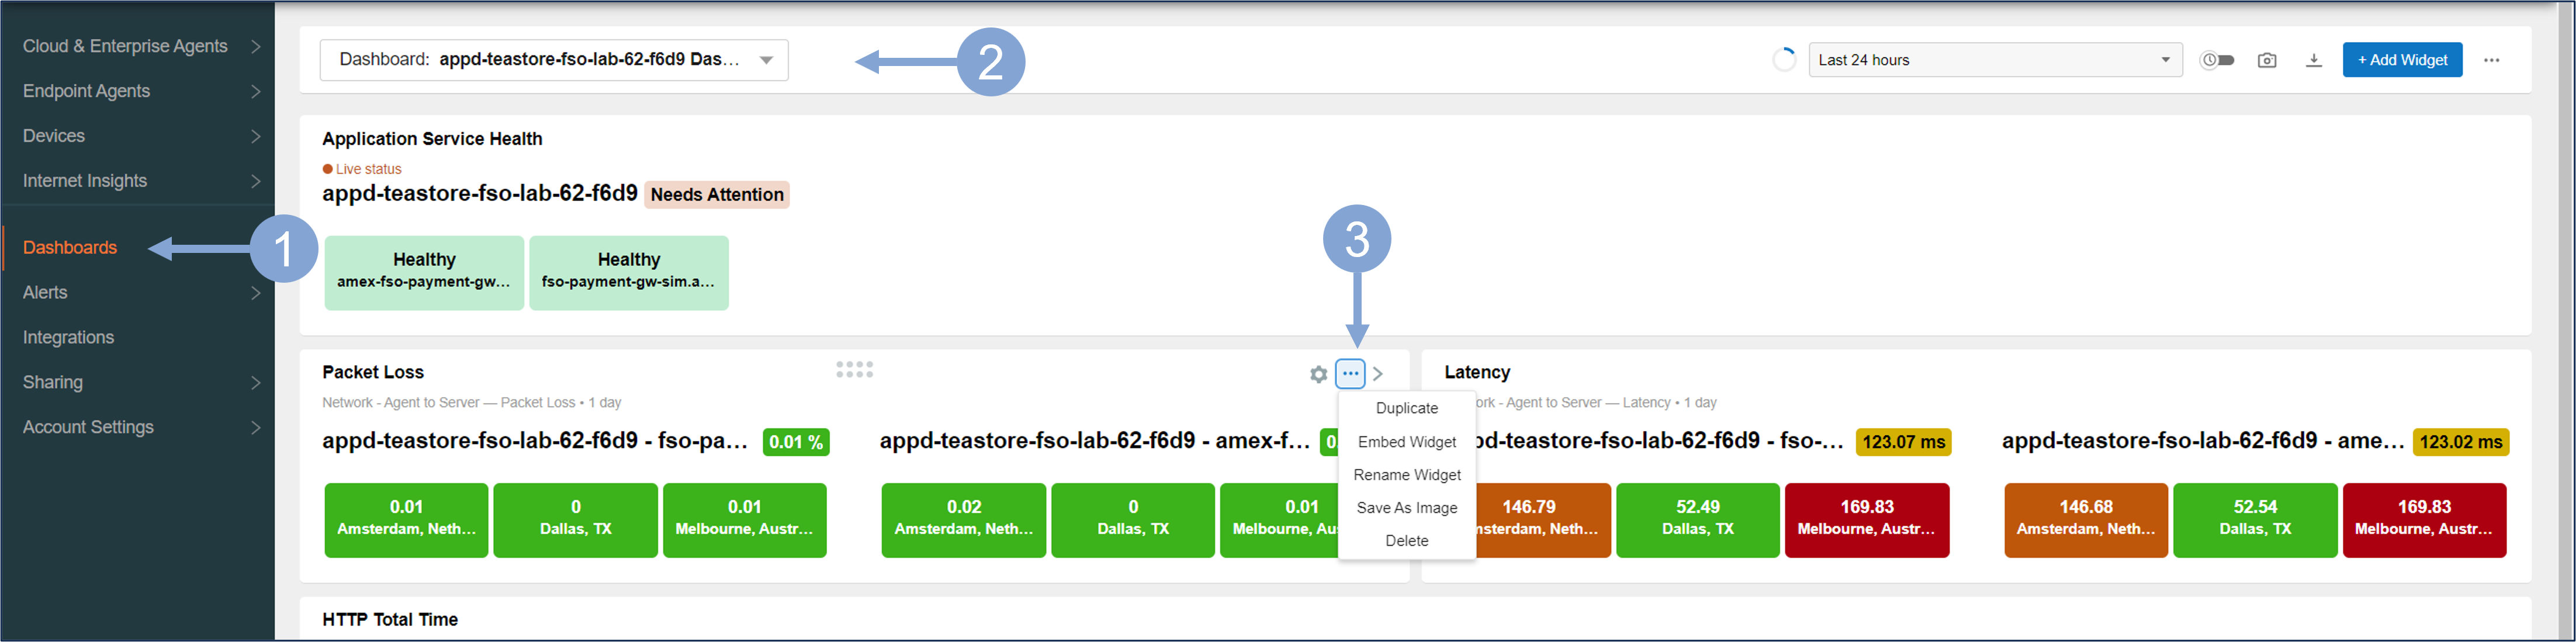 Cloud & Enterprise Agents
Endpoint Agents
Devices
Internet Insights
Dashboards
Alerts
Integrations
Sharing
Account Settings
1
Dashboard: appd-teastore-fso-lab-62-f6d9 Das...
2
Last 24 hours
+ Add Widget
Application Service Health
Live status
appd-teastore-fso-lab-62-f6d9 Needs Attention
Healthy
amex-fso-payment-gw...
Healthy
fso-payment-gw-sim.a...
3
Packet Loss
Network - Agent to Server — Packet Loss • 1 day
appd-teastore-fso-lab-62-f6d9 - fso-pa... 0.01 %
0.01
Amsterdam, Neth...
0
Dallas, TX
0.01
Melbourne, Austr...
appd-teastore-fso-lab-62-f6d9 - amex-f...
0.02
Amsterdam, Neth...
0
Dallas, TX
0.01
Melbourne, Au
Duplicate
Embed Widget
Rename Widget
Save As Image
Delete
Latency
ork - Agent to Server — Latency • 1 day
pd-teastore-fso-lab-62-f6d9 - fso-... 123.07 ms
146.79
msterdam, Neth...
52.49
Dallas, TX
169.83
Melbourne, Austr...
appd-teastore-fso-lab-62-f6d9 - ame... 123.02 ms
146.68
Amsterdam, Neth...
52.54
Dallas, TX
169.83
Melbourne, Austr...
HTTP Total Time